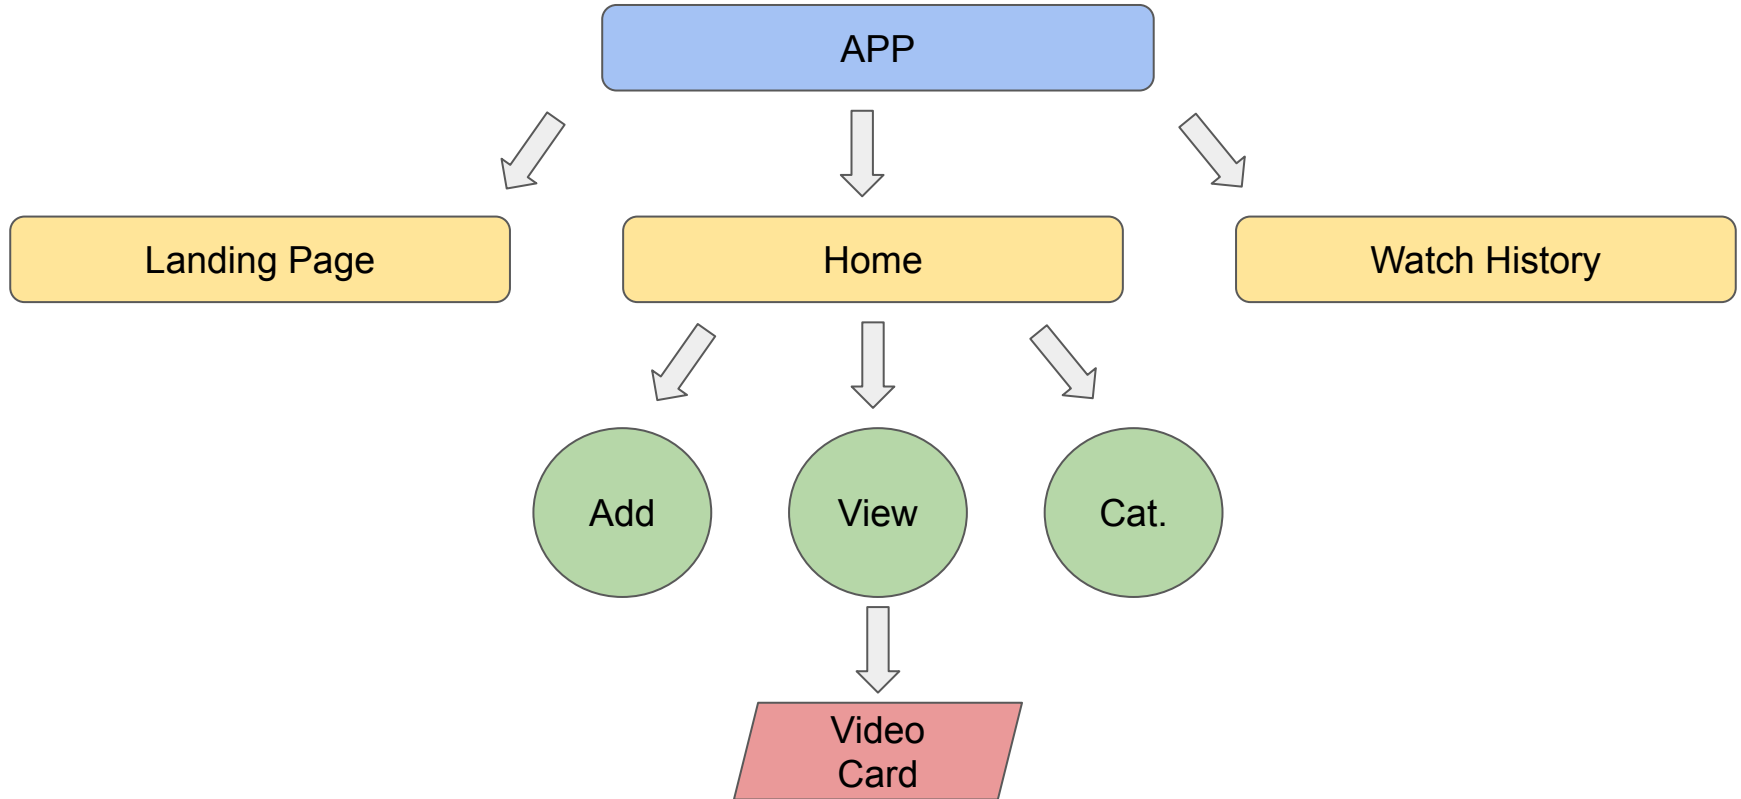 APP
Landing Page
Home
Watch History
Add
View
Cat.
Video
Card